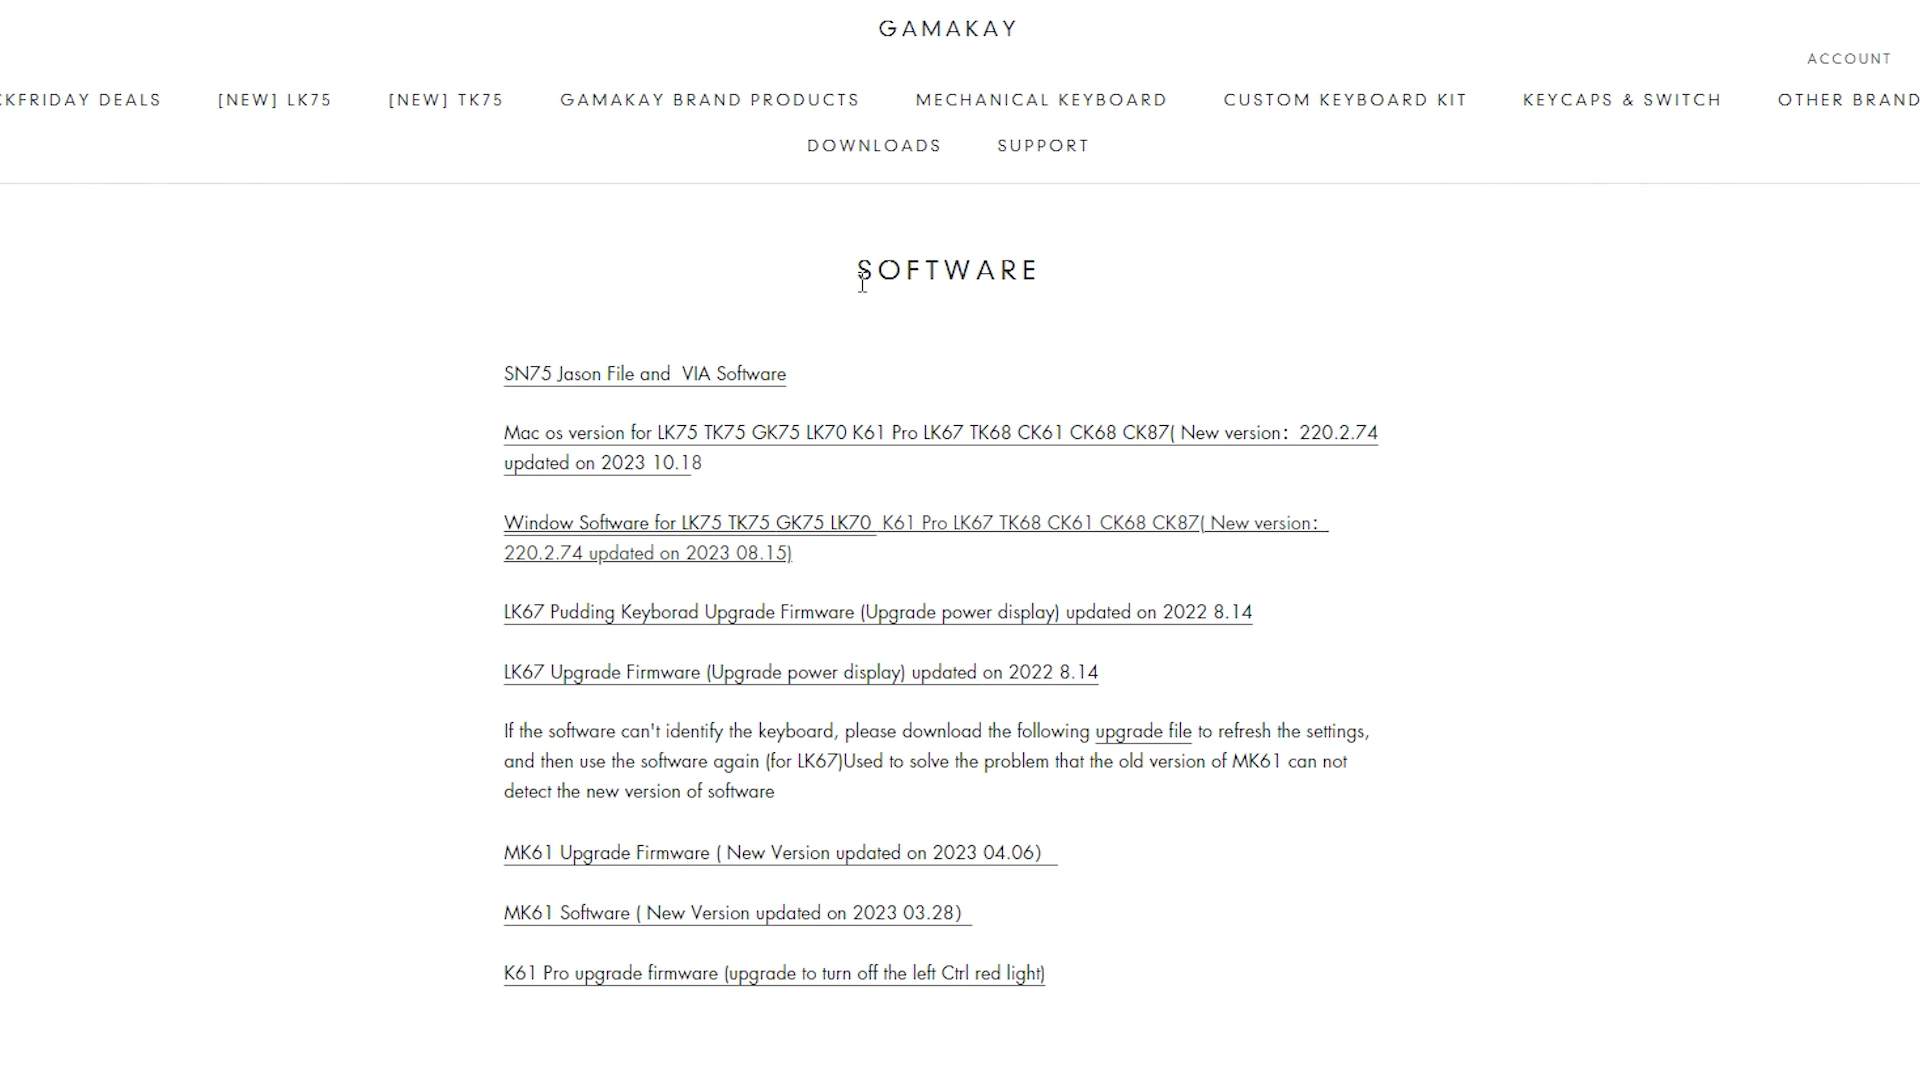 GAMAKAY
ACCOUNT
KFRIDAY DEALS [NEW] LK75 [NEW] TK75 GAMAKAY BRAND PRODUCTS MECHANICAL KEYBOARD CUSTOM KEYBOARD KIT KEYCAPS & SWITCH OTHER BRAND
DOWNLOADS SUPPORT
SOFTWARE
SN75 Jason File and VIA Software
Mac os version for LK75 TK75 GK75 LK70 K61 Pro LK67 TK68 CK61 CK68 CK87( New version：220.2.74
updated on 2023 10.18
Window Software for LK75 TK75 GK75 LK70 K61 Pro LK67 TK68 CK61 CK68 CK87( New version：
220.2.74 updated on 2023 08.15)
LK67 Pudding Keyborad Upgrade Firmware (Upgrade power display) updated on 2022 8.14
LK67 Upgrade Firmware (Upgrade power display) updated on 2022 8.14
If the software can't identify the keyboard, please download the following upgrade file to refresh the settings,
and then use the software again (for LK67)Used to solve the problem that the old version of MK61 can not
detect the new version of software
MK61 Upgrade Firmware ( New Version updated on 2023 04.06)
MK61 Software ( New Version updated on 2023 03.28)
K61 Pro upgrade firmware (upgrade to turn off the left Ctrl red light)